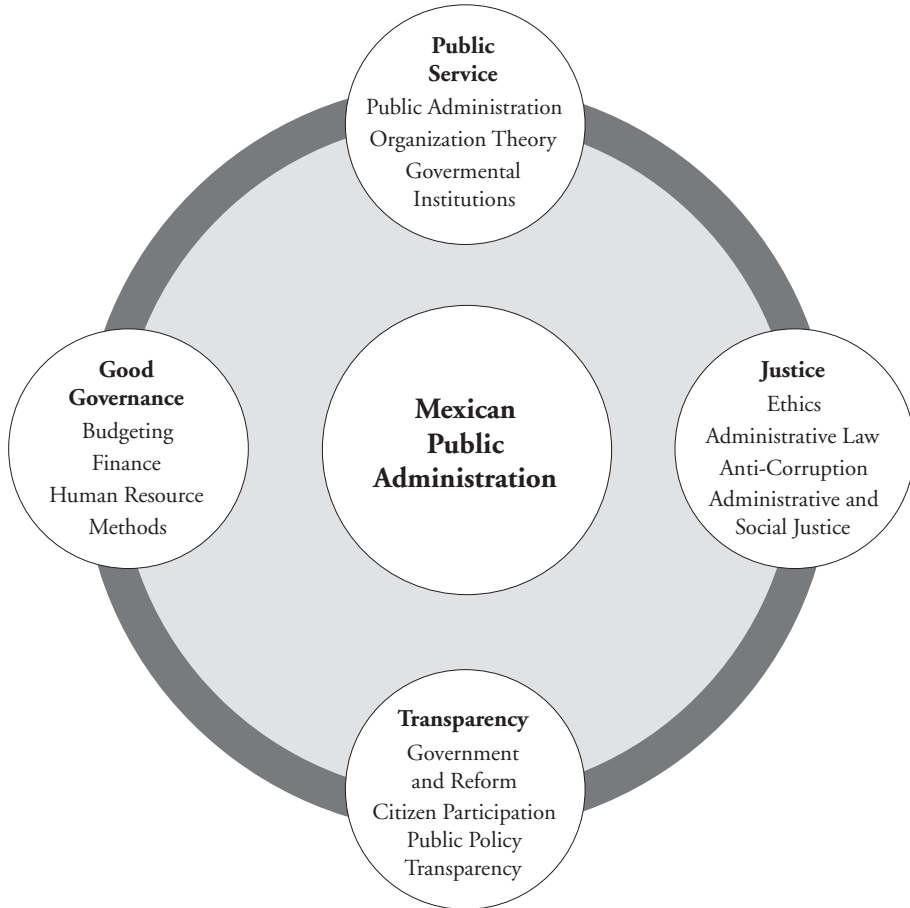 Public
Service
Public Administration
Organization Theory
Govermental
Institutions
Good
Governance
Budgeting
Finance
Human Resource
Methods
Mexican
Public
Administration
Justice
Ethics
Administrative Law
Anti-Corruption
Administrative and
Social Justice
Transparency
Government
and Reform
Citizen Participation
Public Policy
Transparency